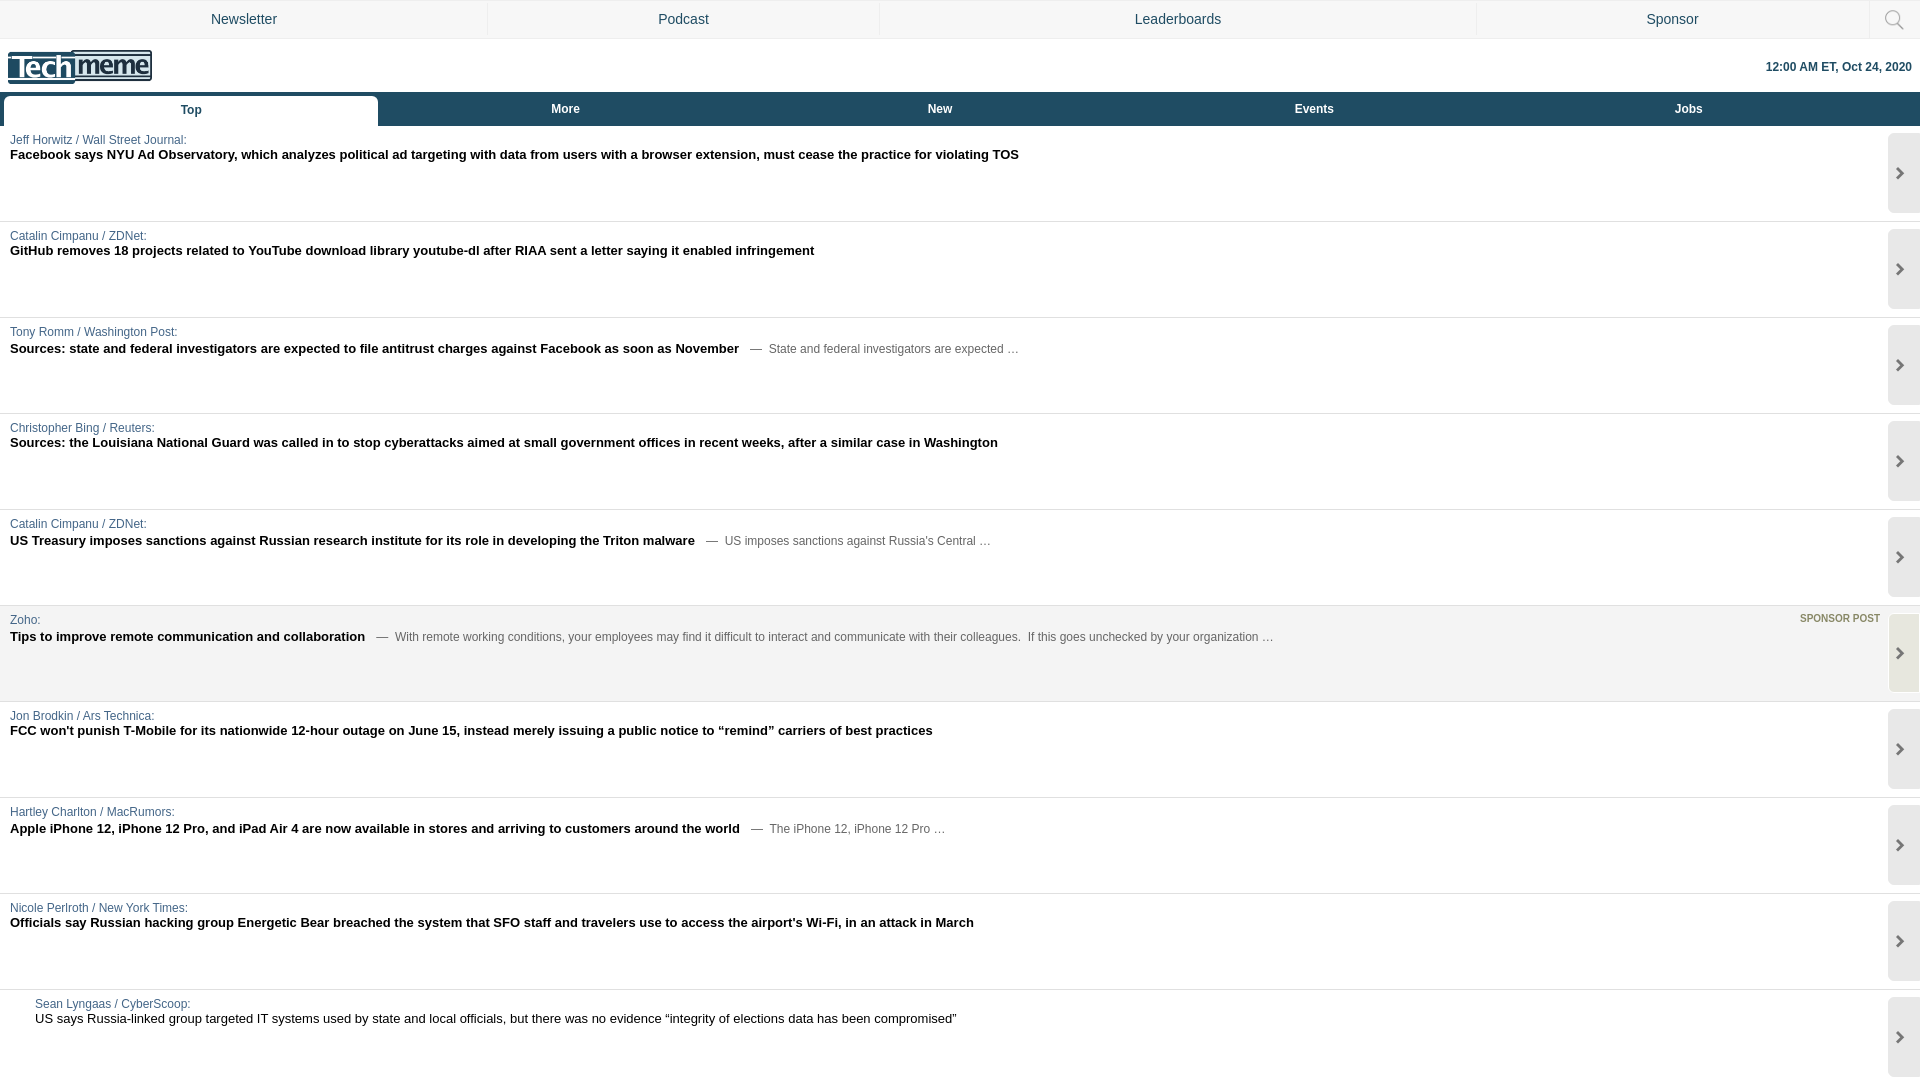 Newsletter
Podcast
Leaderboards
Sponsor
Techmeme
12:00 AM ET, Oct 24, 2020
Top
More
New
Events
Jobs
Jeff Horwitz / Wall Street Journal:
Facebook says NYU Ad Observatory, which analyzes political ad targeting with data from users with a browser extension, must cease the practice for violating TOS
Catalin Cimpanu / ZDNet:
GitHub removes 18 projects related to YouTube download library youtube-dl after RIAA sent a letter saying it enabled infringement
Tony Romm / Washington Post:
Sources: state and federal investigators are expected to file antitrust charges against Facebook as soon as November — State and federal investigators are expected …
Christopher Bing / Reuters:
Sources: the Louisiana National Guard was called in to stop cyberattacks aimed at small government offices in recent weeks, after a similar case in Washington
Catalin Cimpanu / ZDNet:
US Treasury imposes sanctions against Russian research institute for its role in developing the Triton malware — US imposes sanctions against Russia's Central …
Zoho:
SPONSOR POST
Tips to improve remote communication and collaboration — With remote working conditions, your employees may find it difficult to interact and communicate with their colleagues. If this goes unchecked by your organization …
Jon Brodkin / Ars Technica:
FCC won't punish T-Mobile for its nationwide 12-hour outage on June 15, instead merely issuing a public notice to “remind” carriers of best practices
Hartley Charlton / MacRumors:
Apple iPhone 12, iPhone 12 Pro, and iPad Air 4 are now available in stores and arriving to customers around the world — The iPhone 12, iPhone 12 Pro …
Nicole Perlroth / New York Times:
Officials say Russian hacking group Energetic Bear breached the system that SFO staff and travelers use to access the airport's Wi-Fi, in an attack in March
Sean Lyngaas / CyberScoop:
US says Russia-linked group targeted IT systems used by state and local officials, but there was no evidence “integrity of elections data has been compromised”